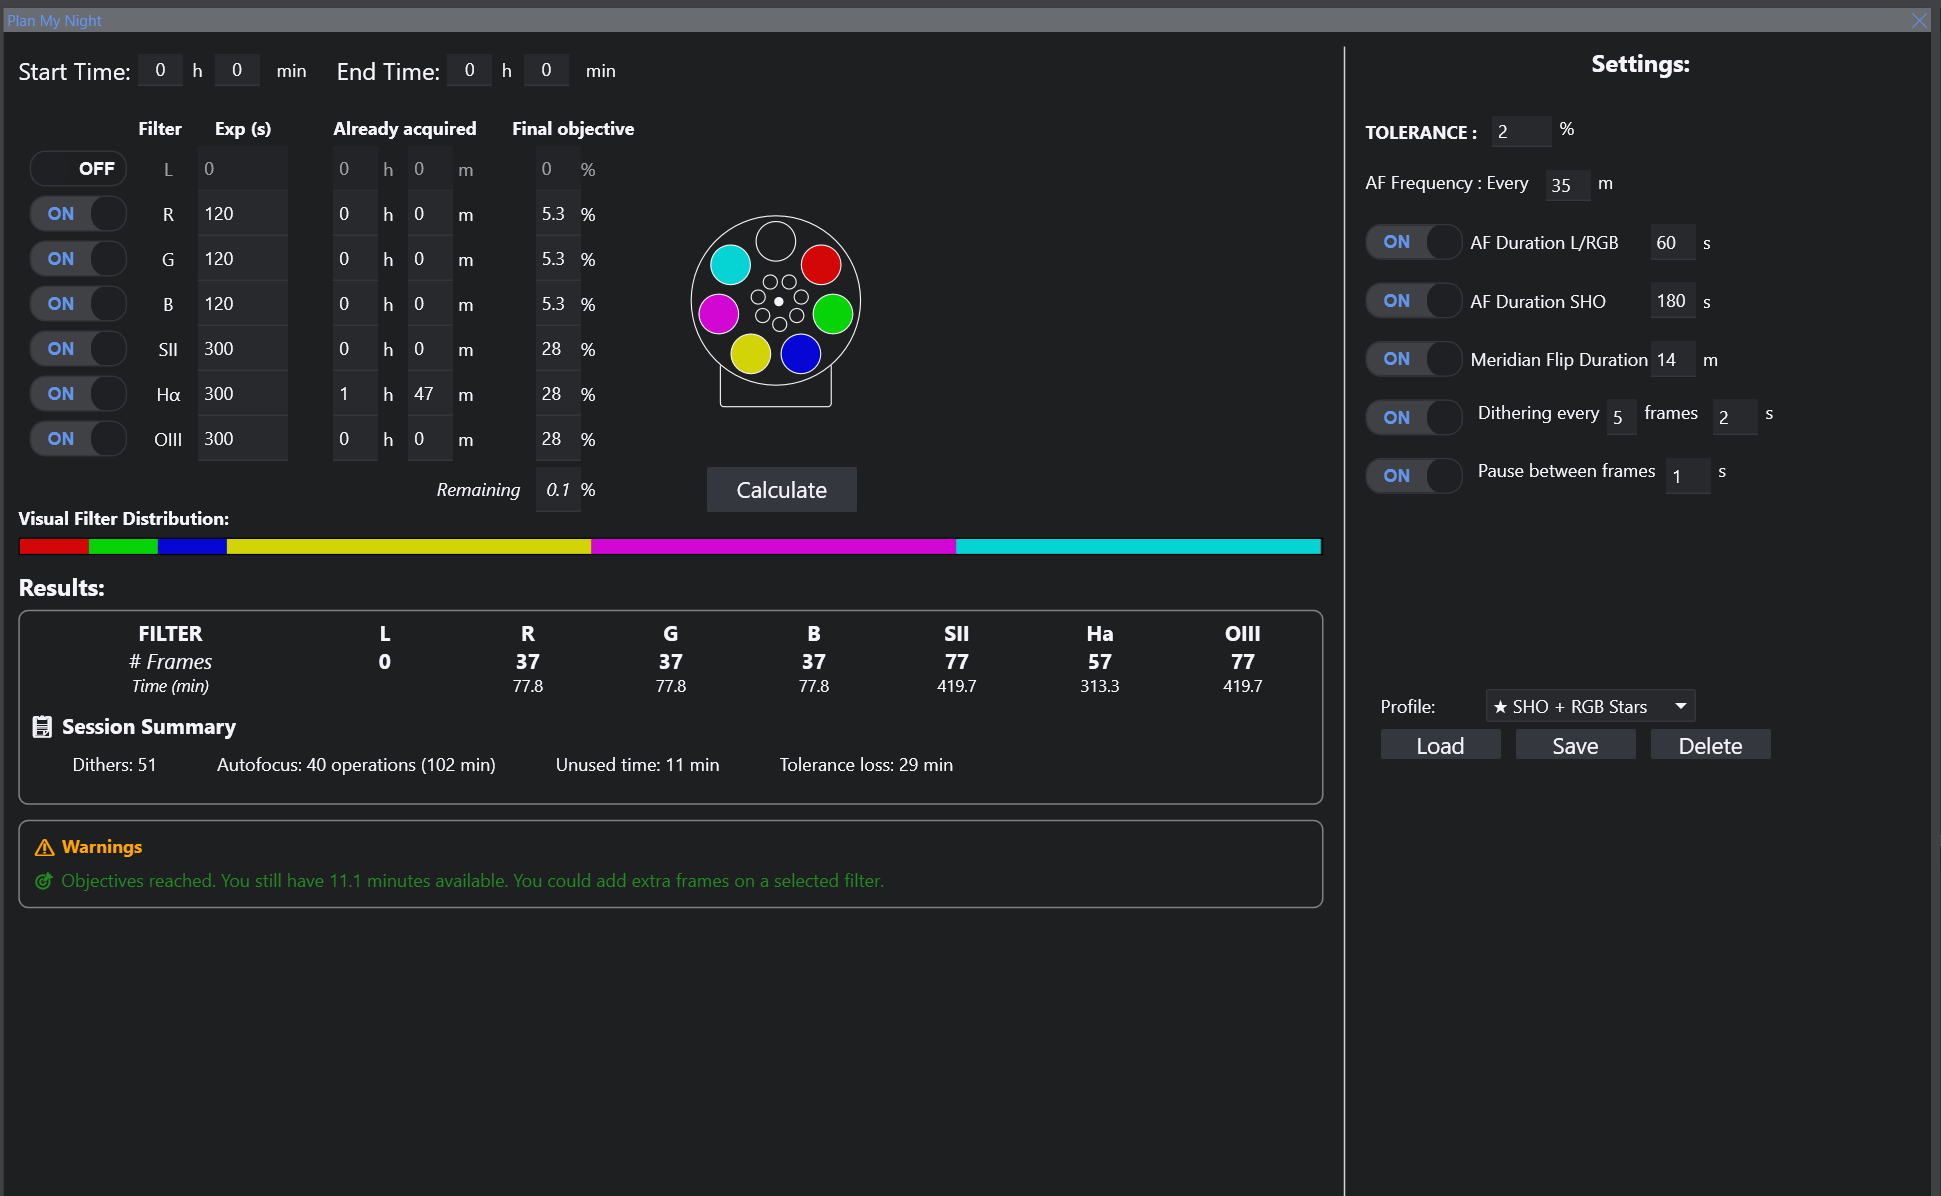 Plan My Night
Start Time: 0 h 0 min End Time: 0 h 0 min
Filter Exp (s) Already acquired Final objective
OFF L 0 0 h 0 m 0 %
ON R 120 0 h 0 m 5.3 %
ON G 120 0 h 0 m 5.3 %
ON B 120 0 h 0 m 5.3 %
ON SII 300 0 h 0 m 28 %
ON Hα 300 1 h 47 m 28 %
ON OIII 300 0 h 0 m 28 %
Remaining 0.1 %
Calculate
Visual Filter Distribution:
Results:
FILTER L R G B SII Ha OIII
# Frames 0 37 37 37 77 57 77
Time (min) 77.8 77.8 77.8 419.7 313.3 419.7
Session Summary
Dithers: 51 Autofocus: 40 operations (102 min) Unused time: 11 min Tolerance loss: 29 min
Warnings
Objectives reached. You still have 11.1 minutes available. You could add extra frames on a selected filter.
Settings:
TOLERANCE : 2 %
AF Frequency : Every 35 m
ON AF Duration L/RGB 60 s
ON AF Duration SHO 180 s
ON Meridian Flip Duration 14 m
ON Dithering every 5 frames 2 s
ON Pause between frames 1 s
Profile: ★ SHO + RGB Stars
Load Save Delete